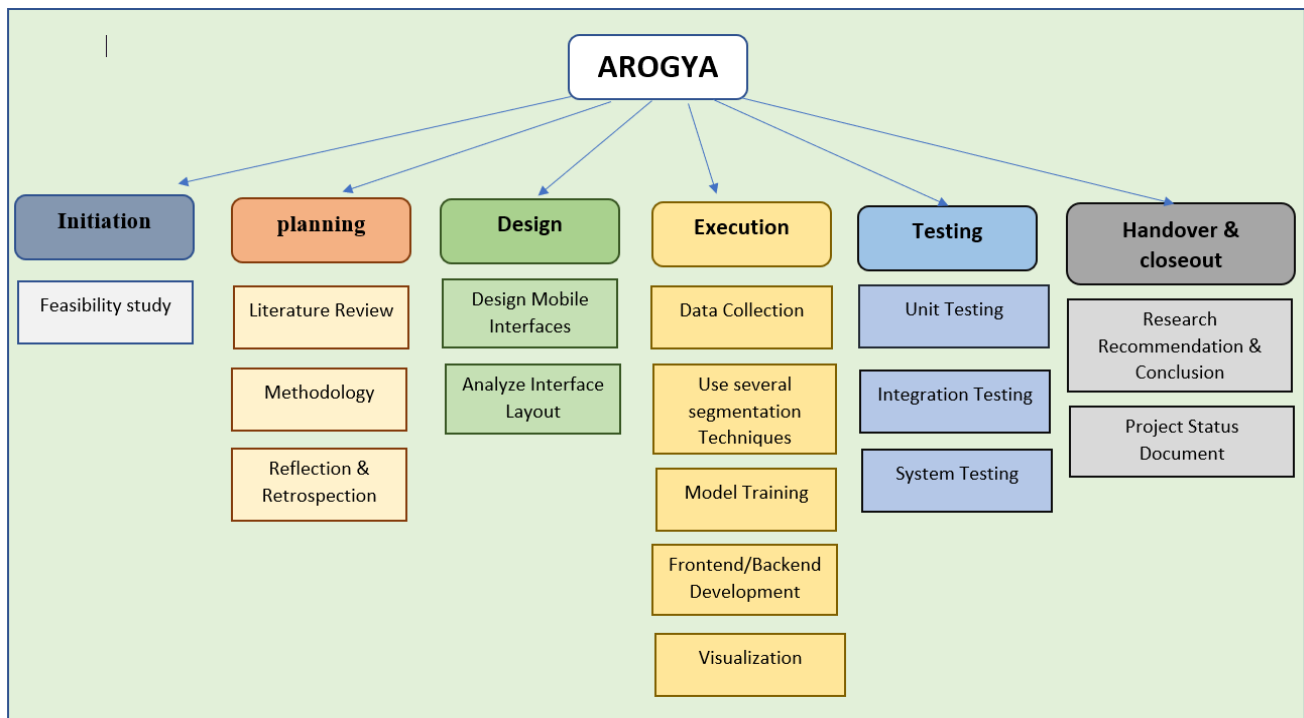 AROGYA
Initiation
planning
Design
Execution
Testing
Handover &
closeout
Feasibility study
Literature Review
Methodology
Reflection &
Retrospection
Design Mobile
Interfaces
Analyze Interface
Layout
Data Collection
Use several
segmentation
Techniques
Model Training
Frontend/Backend
Development
Visualization
Unit Testing
Integration Testing
System Testing
Research
Recommendation &
Conclusion
Project Status
Document